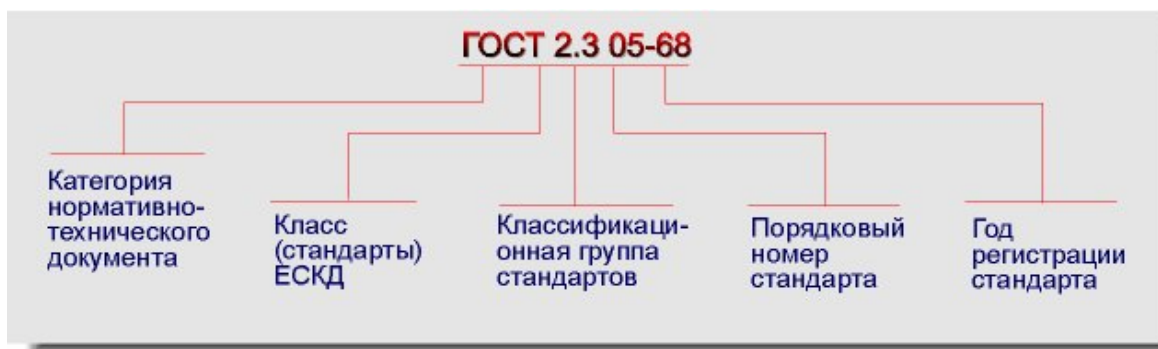 ГОСТ 2.3 05-68
Категория
нормативно-
технического
документа
Класс
(стандарты)
ЕСКД
Классификаци-
онная группа
стандартов
Порядковый
номер
стандарта
Год
регистрации
стандарта